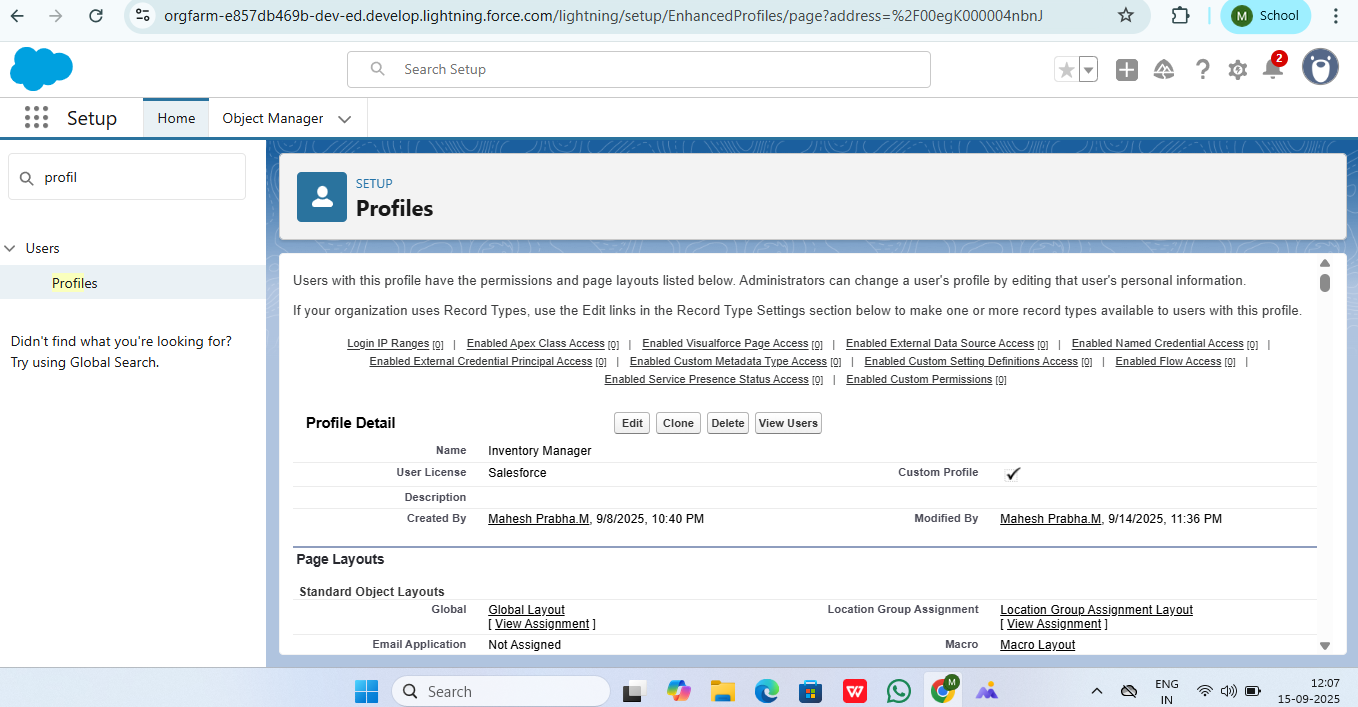 orgfarm-e857db469b-dev-ed.develop.lightning.force.com/lightning/setup/EnhancedProfiles/page?address=%2F00egK000004nbnJ
M School
Search Setup
2
Setup Home Object Manager
profil
Users
Profiles
Didn't find what you're looking for?
Try using Global Search.
SETUP
Profiles
Users with this profile have the permissions and page layouts listed below. Administrators can change a user's profile by editing that user's personal information.
If your organization uses Record Types, use the Edit links in the Record Type Settings section below to make one or more record types available to users with this profile.
Login IP Ranges [0] | Enabled Apex Class Access [0] | Enabled Visualforce Page Access [0] | Enabled External Data Source Access [0] | Enabled Named Credential Access [0] |
Enabled External Credential Principal Access [0] | Enabled Custom Metadata Type Access [0] | Enabled Custom Setting Definitions Access [0] | Enabled Flow Access [0] |
Enabled Service Presence Status Access [0] | Enabled Custom Permissions [0]
Profile Detail Edit Clone Delete View Users
Name Inventory Manager
User License Salesforce Custom Profile ✓
Description
Created By Mahesh Prabha.M, 9/8/2025, 10:40 PM Modified By Mahesh Prabha.M, 9/14/2025, 11:36 PM
Page Layouts
Standard Object Layouts
Global Global Layout Location Group Assignment Location Group Assignment Layout
[ View Assignment ] [ View Assignment ]
Email Application Not Assigned Macro Macro Layout
Search
W
M
ENG
IN
12:07
15-09-2025